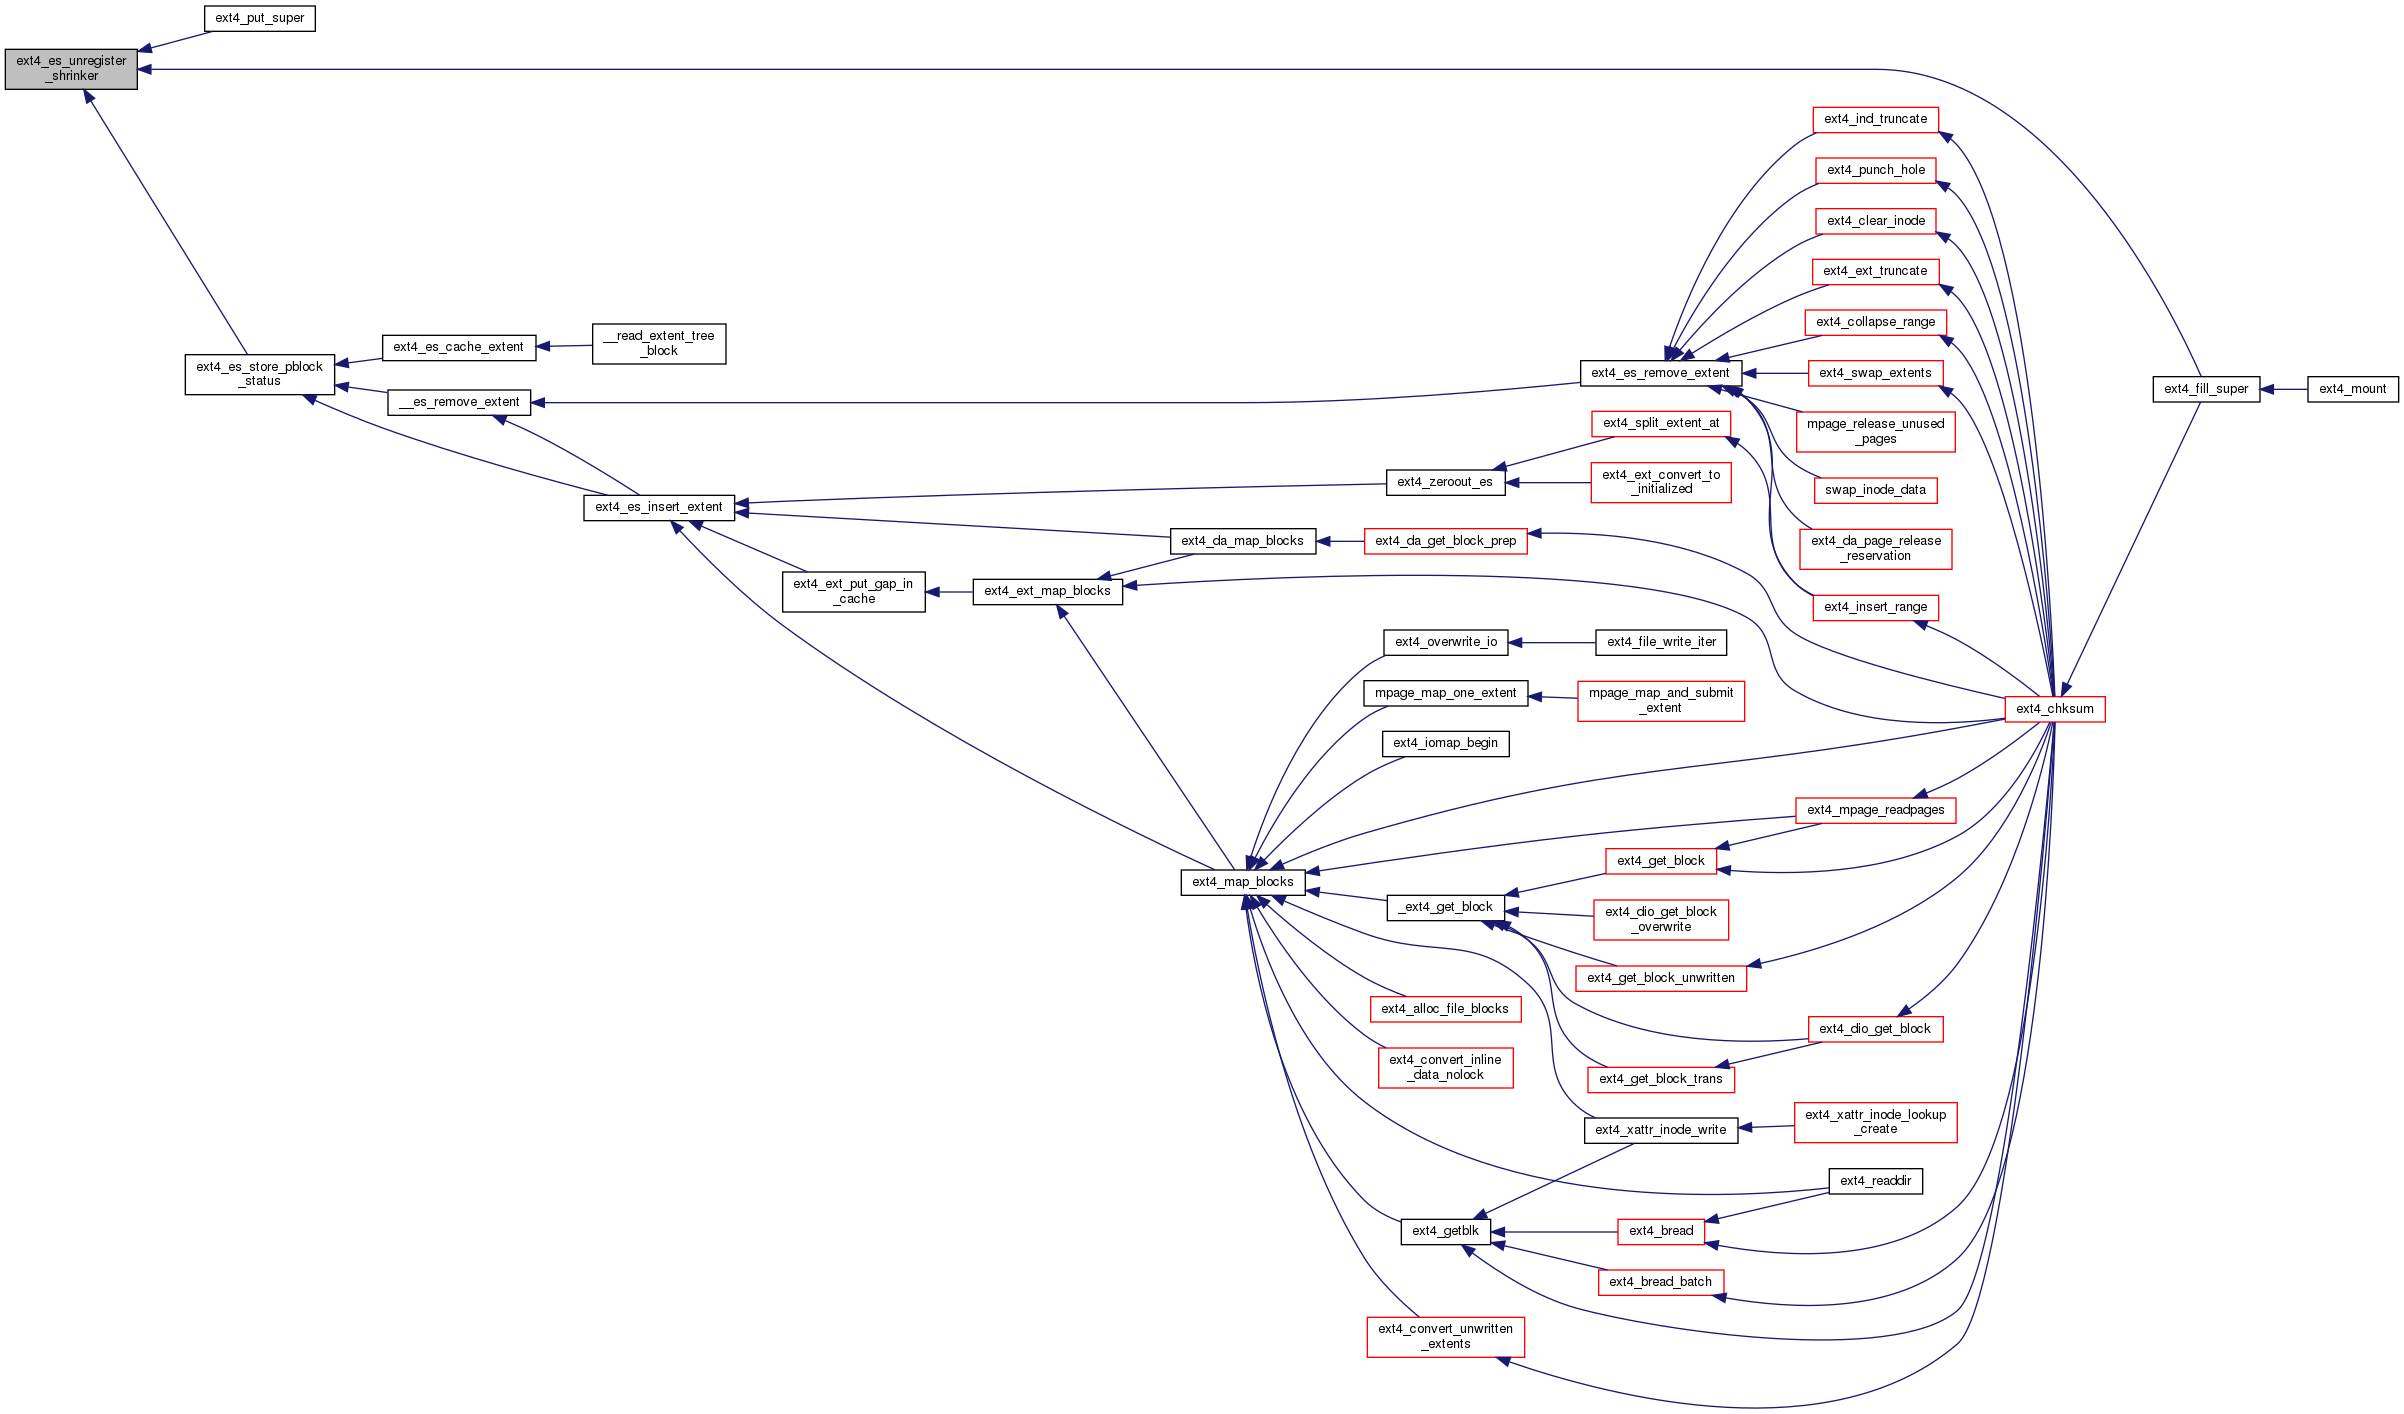 ext4_put_super
ext4_es_unregister
_shrinker
ext4_es_store_pblock
_status
ext4_es_cache_extent
__read_extent_tree
_block
__es_remove_extent
ext4_es_insert_extent
ext4_ext_put_gap_in
_cache
ext4_ext_map_blocks
ext4_da_map_blocks
ext4_da_get_block_prep
ext4_zeroout_es
ext4_split_extent_at
ext4_ext_convert_to
_initialized
ext4_es_remove_extent
ext4_ind_truncate
ext4_punch_hole
ext4_clear_inode
ext4_ext_truncate
ext4_collapse_range
ext4_swap_extents
mpage_release_unused
_pages
swap_inode_data
ext4_da_page_release
_reservation
ext4_insert_range
ext4_fill_super
ext4_mount
ext4_chksum
ext4_overwrite_io
ext4_file_write_iter
mpage_map_one_extent
mpage_map_and_submit
_extent
ext4_iomap_begin
ext4_mpage_readpages
ext4_get_block
ext4_map_blocks
_ext4_get_block
ext4_dio_get_block
_overwrite
ext4_get_block_unwritten
ext4_alloc_file_blocks
ext4_dio_get_block
ext4_convert_inline
_data_nolock
ext4_get_block_trans
ext4_xattr_inode_write
ext4_xattr_inode_lookup
_create
ext4_readdir
ext4_getblk
ext4_bread
ext4_bread_batch
ext4_convert_unwritten
_extents